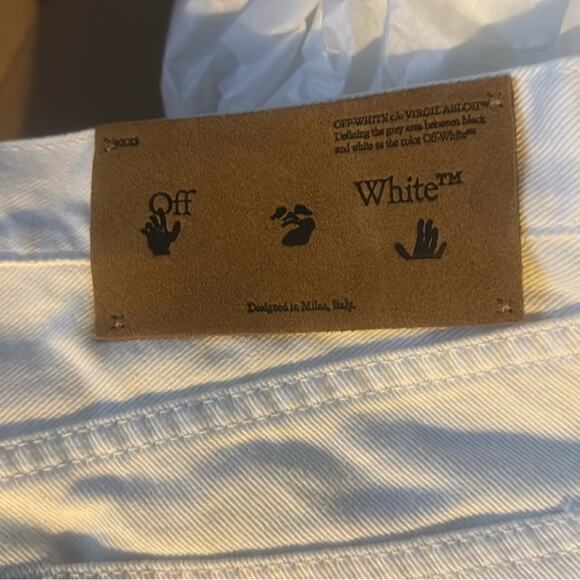 ©2013
OFF-WHITE c/o VIRGIL ABLOH™
Defining the grey area between black
and white as the color Off-White™
Off
White™
Designed in Milan, Italy.